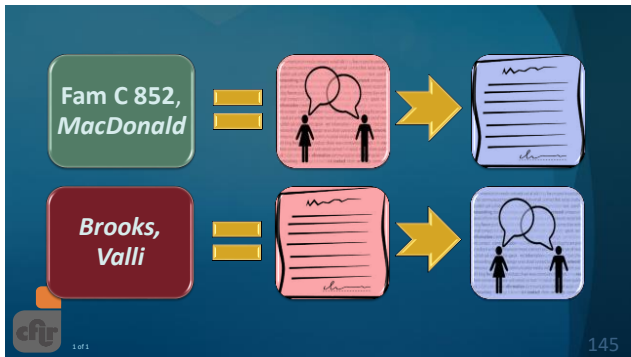 Fam C 852,
MacDonald
Brooks,
Valli
cflr
1 of 1
145